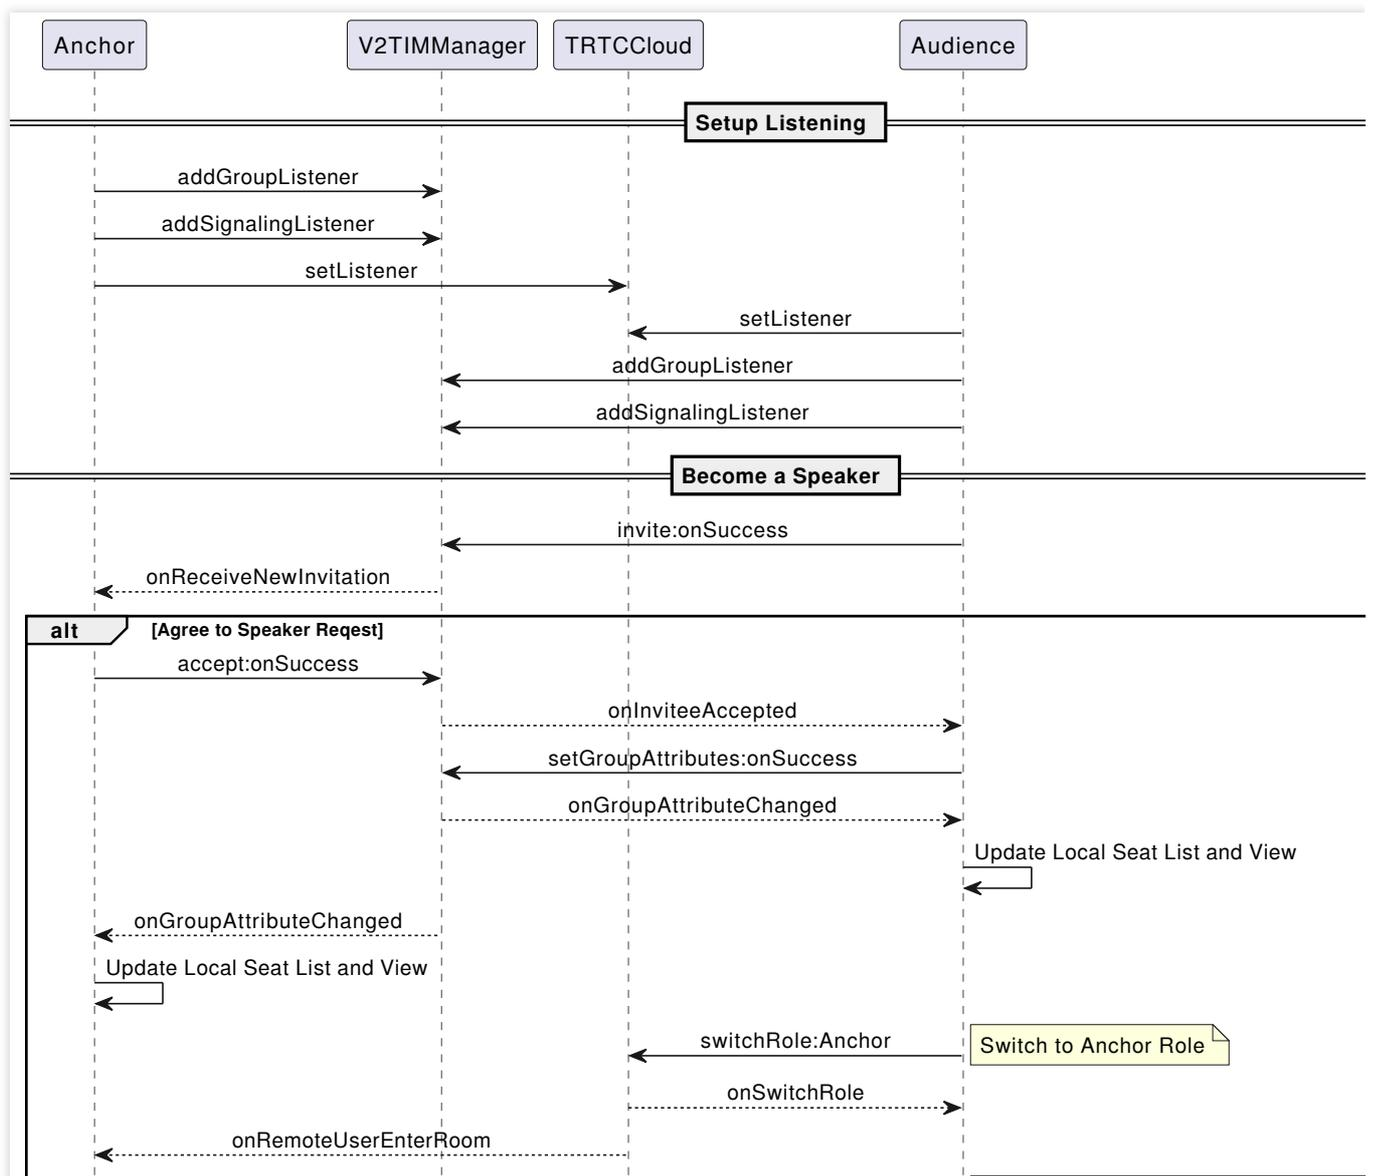 Anchor
V2TIMManager
TRTCCloud
Audience
Setup Listening
addGroupListener
addSignalingListener
setListener
setListener
addGroupListener
addSignalingListener
Become a Speaker
invite:onSuccess
onReceiveNewInvitation
alt
[Agree to Speaker Reqest]
accept:onSuccess
onInviteeAccepted
setGroupAttributes:onSuccess
onGroupAttributeChanged
Update Local Seat List and View
onGroupAttributeChanged
Update Local Seat List and View
switchRole:Anchor
Switch to Anchor Role
onSwitchRole
onRemoteUserEnterRoom